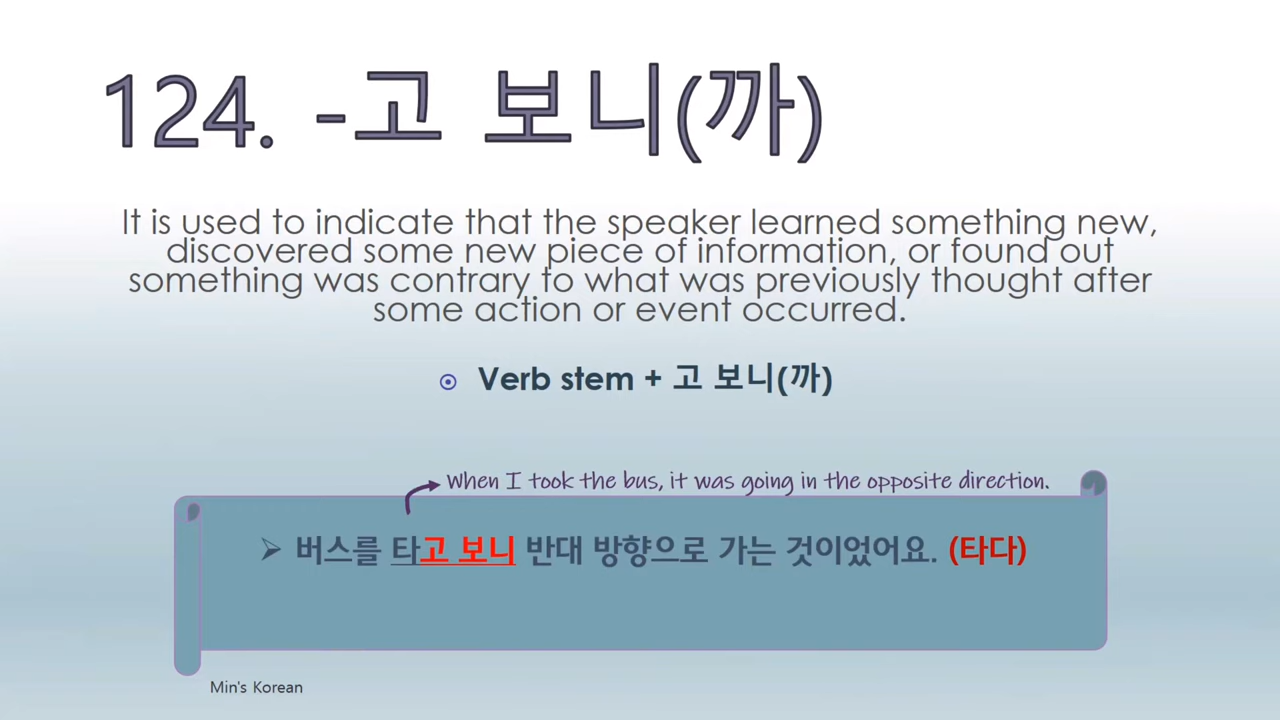 124. -고 보니(까)
It is used to indicate that the speaker learned something new,
discovered some new piece of information, or found out
something was contrary to what was previously thought after
some action or event occurred.
Verb stem + 고 보니(까)
When I took the bus, it was going in the opposite direction.
버스를 타고 보니 반대 방향으로 가는 것이었어요. (타다)
Min's Korean